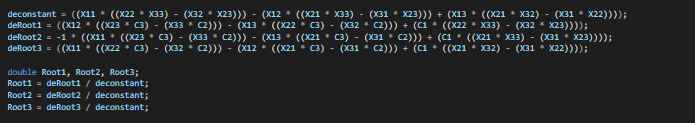 deconstant = ((X11 * ((X22 * X33) - (X32 * X23))) - (X12 * ((X21 * X33) - (X31 * X23))) + (X13 * ((X21 * X32) - (X31 * X22))));
deRoot1 = ((X12 * ((X23 * C3) - (X33 * C2))) - (X13 * ((X22 * C3) - (X32 * C2))) + (C1 * ((X22 * X33) - (X32 * X23))));
deRoot2 = -1 * ((X11 * ((X23 * C3) - (X33 * C2))) - (X13 * ((X21 * C3) - (X31 * C2))) + (C1 * ((X21 * X33) - (X31 * X23))));
deRoot3 = ((X11 * ((X22 * C3) - (X32 * C2))) - (X12 * ((X21 * C3) - (X31 * C2))) + (C1 * ((X21 * X32) - (X31 * X22))));
double Root1, Root2, Root3;
Root1 = deRoot1 / deconstant;
Root2 = deRoot2 / deconstant;
Root3 = deRoot3 / deconstant;